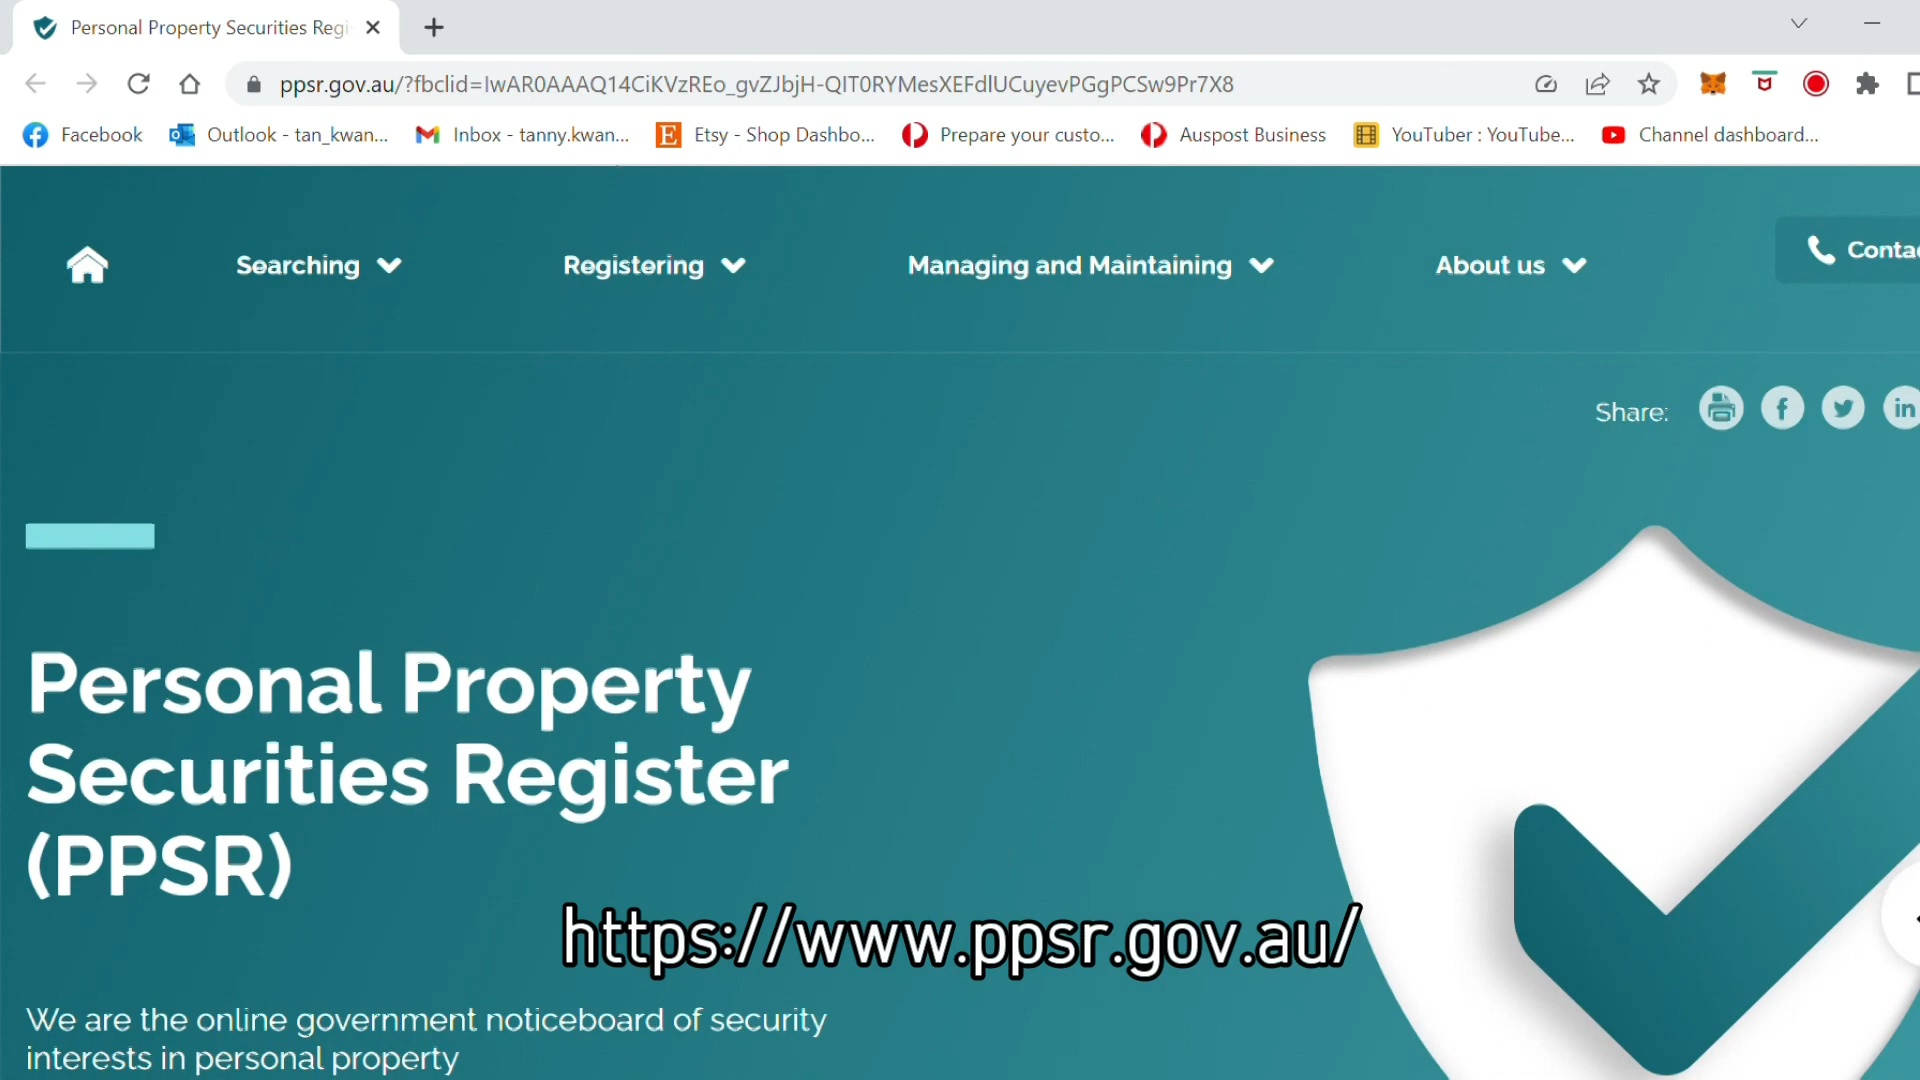 Personal Property Securities Regi
ppsr.gov.au/?fbclid=IwAR0AAAQ14CiKVzREo_gvZJbjH-QIT0RYMesXEFdlUCuyevPGgPCSw9Pr7X8
Facebook
Outlook - tan_kwan...
Inbox - tanny.kwan...
Etsy - Shop Dashbo...
Prepare your custo...
Auspost Business
YouTuber : YouTube...
Channel dashboard...
Searching
Registering
Managing and Maintaining
About us
Contac
Share:
Personal Property
Securities Register
(PPSR)
https://www.ppsr.gov.au/
We are the online government noticeboard of security
interests in personal property